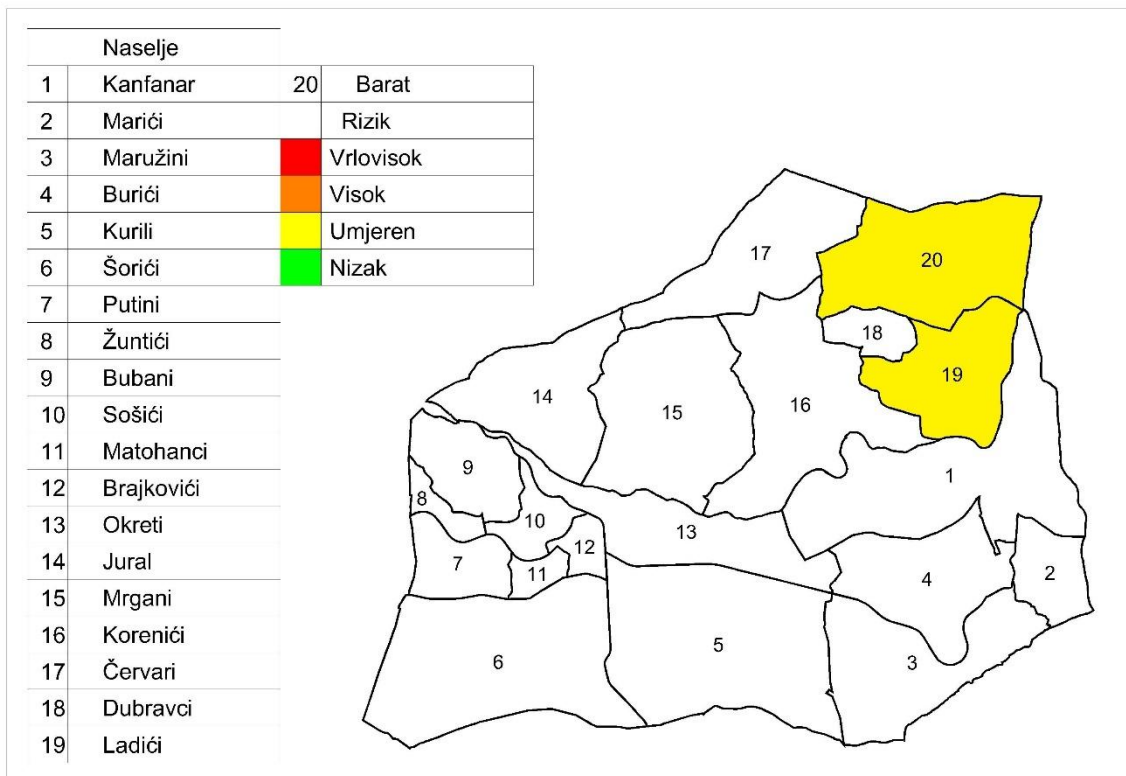 Naselje
1 Kanfanar 20 Barat
2 Marići Rizik
3 Maružini Vrlovisok
4 Burići Visok
5 Kurili Umjeren
6 Šorići Nizak
7 Putini
8 Žuntići
9 Bubani
10 Sošići
11 Matohanci
12 Brajkovići
13 Okreti
14 Jural
15 Mrgani
16 Korenići
17 Červari
18 Dubravci
19 Ladići
17
20
18
19
14
15
16
9
1
8
10
13
12
7
11
4
2
6
5
3